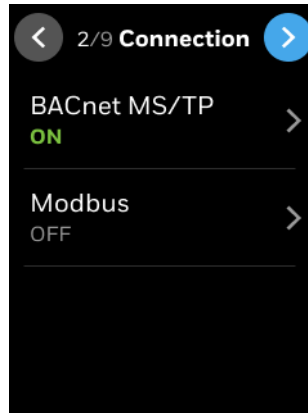 2/9 Connection
BACnet MS/TP
ON
Modbus
OFF